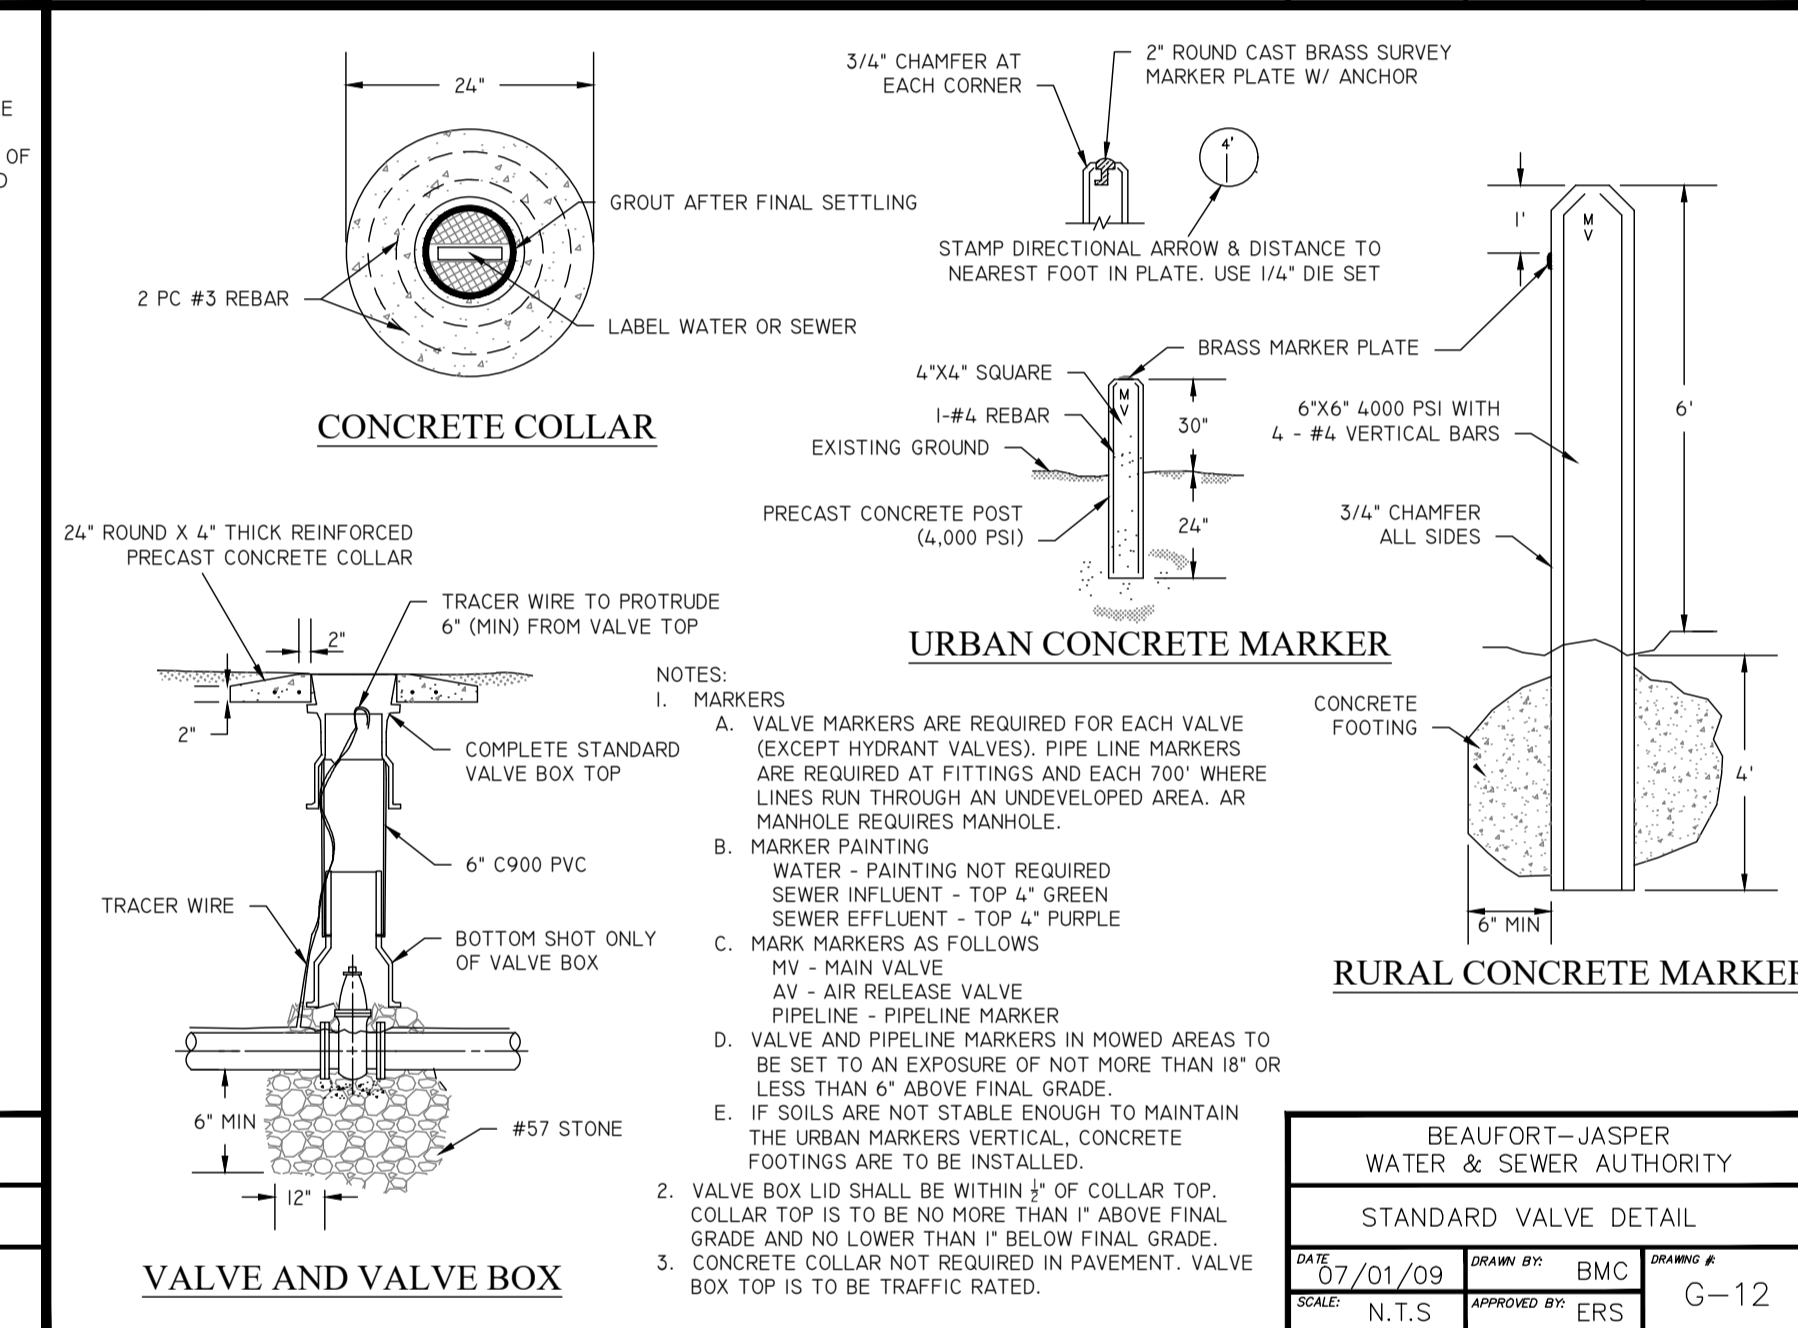 E
OF
24"
GROUT AFTER FINAL SETTLING
2 PC #3 REBAR
LABEL WATER OR SEWER
CONCRETE COLLAR
3/4" CHAMFER AT
EACH CORNER
2" ROUND CAST BRASS SURVEY
MARKER PLATE W/ ANCHOR
4'
STAMP DIRECTIONAL ARROW & DISTANCE TO
NEAREST FOOT IN PLATE. USE 1/4" DIE SET
BRASS MARKER PLATE
4"X4" SQUARE
1-#4 REBAR
EXISTING GROUND
PRECAST CONCRETE POST
(4,000 PSI)
M
V
30"
24"
URBAN CONCRETE MARKER
1'
M
V
6'
6"X6" 4000 PSI WITH
4 - #4 VERTICAL BARS
3/4" CHAMFER
ALL SIDES
CONCRETE
FOOTING
4'
6" MIN
RURAL CONCRETE MARKER
24" ROUND X 4" THICK REINFORCED
PRECAST CONCRETE COLLAR
TRACER WIRE TO PROTRUDE
6" (MIN) FROM VALVE TOP
2"
2"
COMPLETE STANDARD
VALVE BOX TOP
6" C900 PVC
TRACER WIRE
BOTTOM SHOT ONLY
OF VALVE BOX
6" MIN
#57 STONE
12"
VALVE AND VALVE BOX
NOTES:
1. MARKERS
A. VALVE MARKERS ARE REQUIRED FOR EACH VALVE
(EXCEPT HYDRANT VALVES). PIPE LINE MARKERS
ARE REQUIRED AT FITTINGS AND EACH 700' WHERE
LINES RUN THROUGH AN UNDEVELOPED AREA. AR
MANHOLE REQUIRES MANHOLE.
B. MARKER PAINTING
WATER - PAINTING NOT REQUIRED
SEWER INFLUENT - TOP 4" GREEN
SEWER EFFLUENT - TOP 4" PURPLE
C. MARK MARKERS AS FOLLOWS
MV - MAIN VALVE
AV - AIR RELEASE VALVE
PIPELINE - PIPELINE MARKER
D. VALVE AND PIPELINE MARKERS IN MOWED AREAS TO
BE SET TO AN EXPOSURE OF NOT MORE THAN 18" OR
LESS THAN 6" ABOVE FINAL GRADE.
E. IF SOILS ARE NOT STABLE ENOUGH TO MAINTAIN
THE URBAN MARKERS VERTICAL, CONCRETE
FOOTINGS ARE TO BE INSTALLED.
2. VALVE BOX LID SHALL BE WITHIN ½" OF COLLAR TOP.
COLLAR TOP IS TO BE NO MORE THAN 1" ABOVE FINAL
GRADE AND NO LOWER THAN 1" BELOW FINAL GRADE.
3. CONCRETE COLLAR NOT REQUIRED IN PAVEMENT. VALVE
BOX TOP IS TO BE TRAFFIC RATED.
BEAUFORT-JASPER
WATER & SEWER AUTHORITY
STANDARD VALVE DETAIL
DATE 07/01/09
DRAWN BY: BMC
DRAWING #:
G-12
SCALE: N.T.S
APPROVED BY: ERS